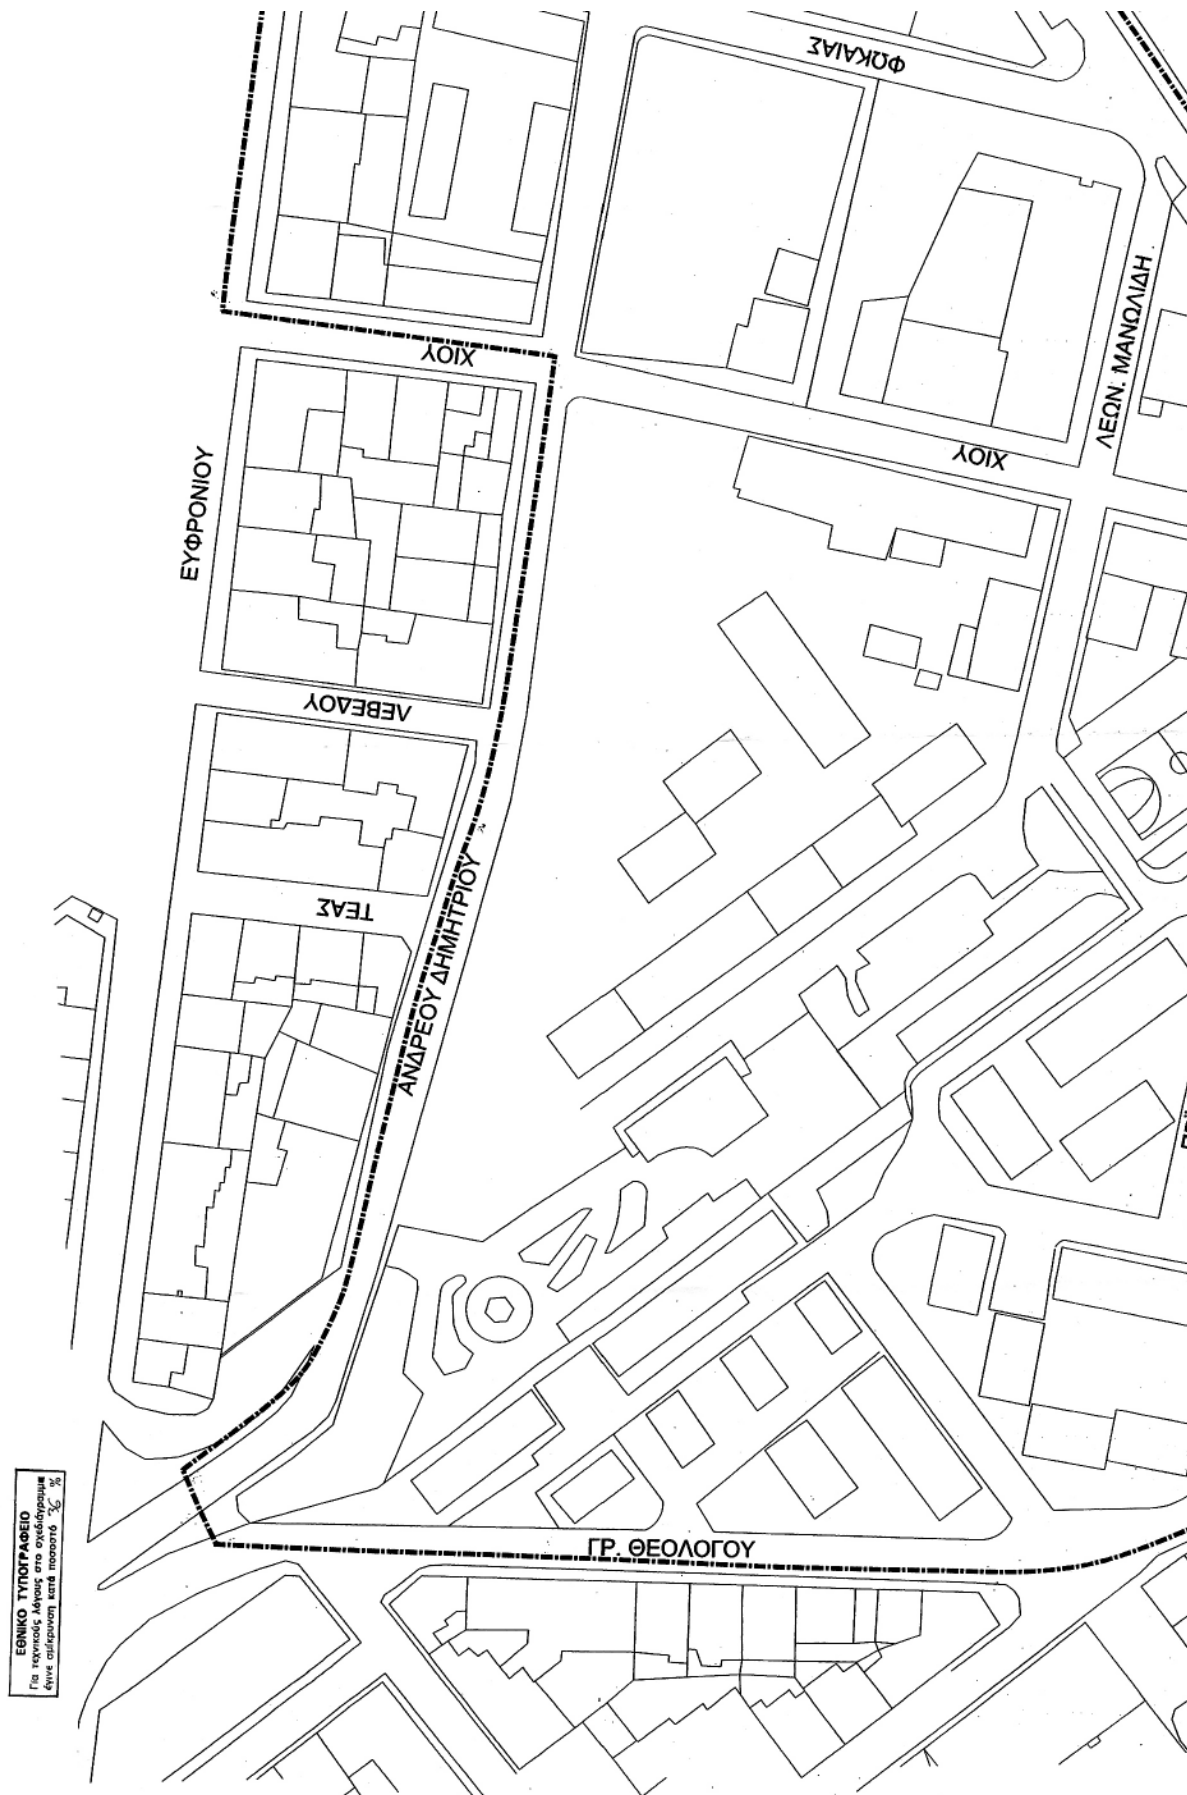 ΦΩΚΑΙΑΣ
ΧΙΟΥ
ΛΕΩΝ. ΜΑΝΩΛΙΔΗ
ΧΙΟΥ
ΕΥΦΡΟΝΙΟΥ
ΛΕΒΕΔΟΥ
ΤΕΑΣ
ΑΝΔΡΕΟΥ ΔΗΜΗΤΡΙΟΥ
ΓΡ. ΘΕΟΛΟΓΟΥ
ΕΘΝΙΚΟ ΤΥΠΟΓΡΑΦΕΙΟ
Για τεχνικούς λόγους στο σχεδιάγραμμα
έγινε σμίκρυνση κατά ποσοστό 36 %